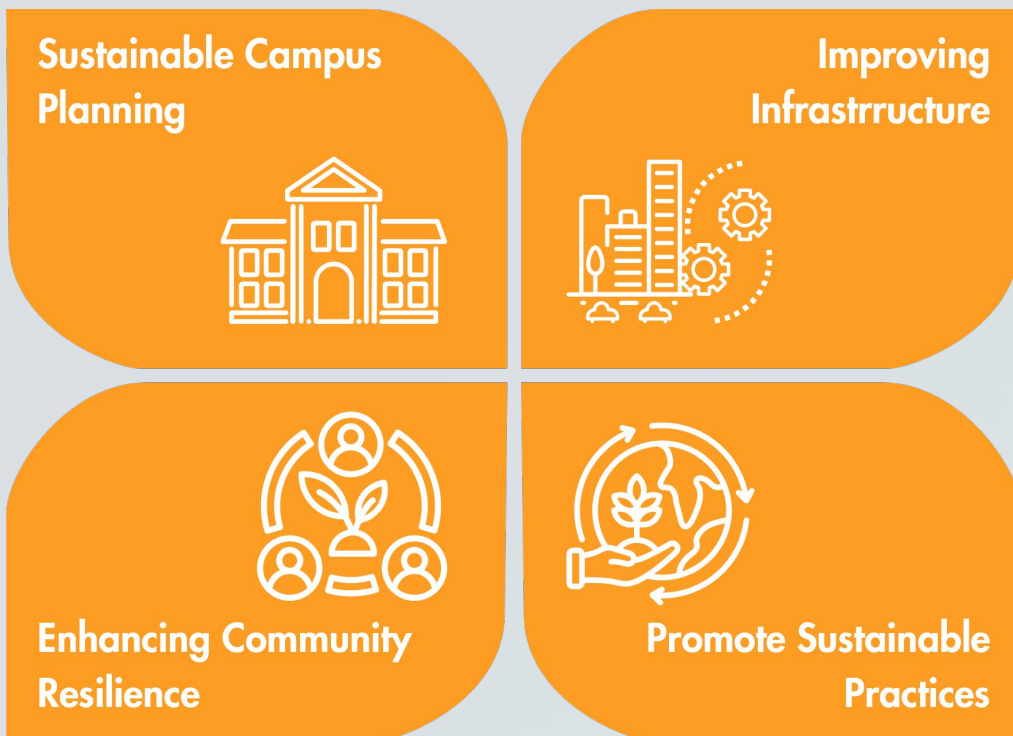 Sustainable Campus
Planning
Improving
Infrastrructure
Enhancing Community
Resilience
Promote Sustainable
Practices